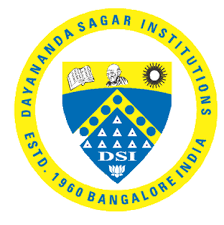 DAYANANDA SAGAR INSTITUTIONS
DSI
ESTD. 1960 BANGALORE INDIA